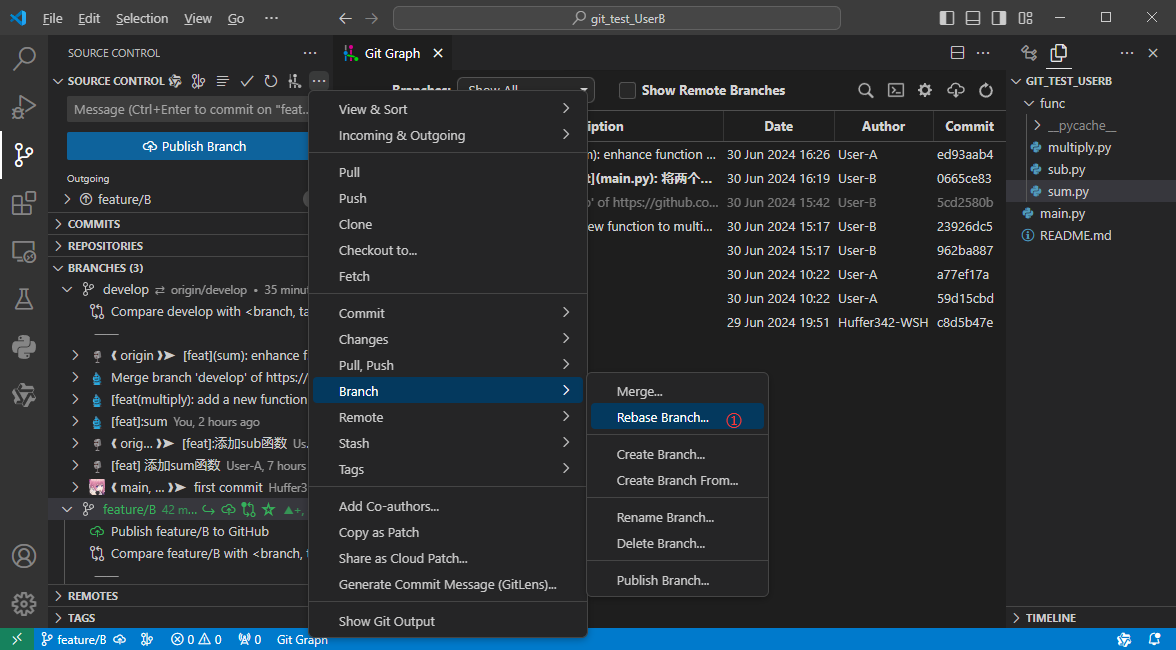 File Edit Selection View Go ··· git_test_UserB
SOURCE CONTROL ···
SOURCE CONTROL ···
Message (Ctrl+Enter to commit on "feat...
Publish Branch
Outgoing
feature/B
COMMITS
REPOSITORIES
BRANCHES (3)
develop ⇄ origin/develop • 35 minut
Compare develop with <branch, ta
origin [feat](sum): enhance f
Merge branch 'develop' of https://
[feat(multiply): add a new function
[feat]:sum You, 2 hours ago
orig... [feat]:添加sub函数 Us.
[feat] 添加sum函数 User-A, 7 hours
main, ... first commit Huffer3
feature/B 42 m...
Publish feature/B to GitHub
Compare feature/B with <branch, t
REMOTES
TAGS
Git Graph
Branches: Show All Show Remote Branches
iption Date Author Commit
m): enhance function ... 30 Jun 2024 16:26 User-A ed93aab4
t](main.py): 将两个... 30 Jun 2024 16:19 User-B 0665ce83
p' of https://github.co... 30 Jun 2024 15:42 User-B 5cd2580b
ew function to multi... 30 Jun 2024 15:17 User-B 23926dc5
30 Jun 2024 15:17 User-B 962ba887
30 Jun 2024 10:22 User-A a77ef17a
30 Jun 2024 10:22 User-A 59d15cbd
29 Jun 2024 19:51 Huffer342-WSH c8d5b47e
View & Sort
Incoming & Outgoing
Pull
Push
Clone
Checkout to...
Fetch
Commit
Changes
Pull, Push
Branch
Remote
Stash
Tags
Add Co-authors...
Copy as Patch
Share as Cloud Patch...
Generate Commit Message (GitLens)...
Show Git Output
Merge...
Rebase Branch... ①
Create Branch...
Create Branch From...
Rename Branch...
Delete Branch...
Publish Branch...
GIT_TEST_USERB
func
__pycache__
multiply.py
sub.py
sum.py
main.py
README.md
TIMELINE
feature/B 0 0 0 Git Graph